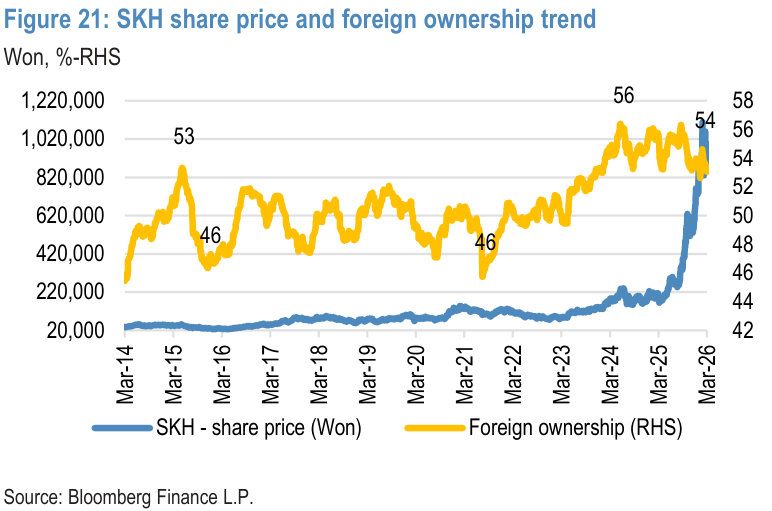 Figure 21: SKH share price and foreign ownership trend
Won, %-RHS
1,220,000
1,020,000
820,000
620,000
420,000
220,000
20,000
53
46
46
56
54
58
56
54
52
50
48
46
44
42
Mar-14
Mar-15
Mar-16
Mar-17
Mar-18
Mar-19
Mar-20
Mar-21
Mar-22
Mar-23
Mar-24
Mar-25
Mar-26
SKH - share price (Won)
Foreign ownership (RHS)
Source: Bloomberg Finance L.P.